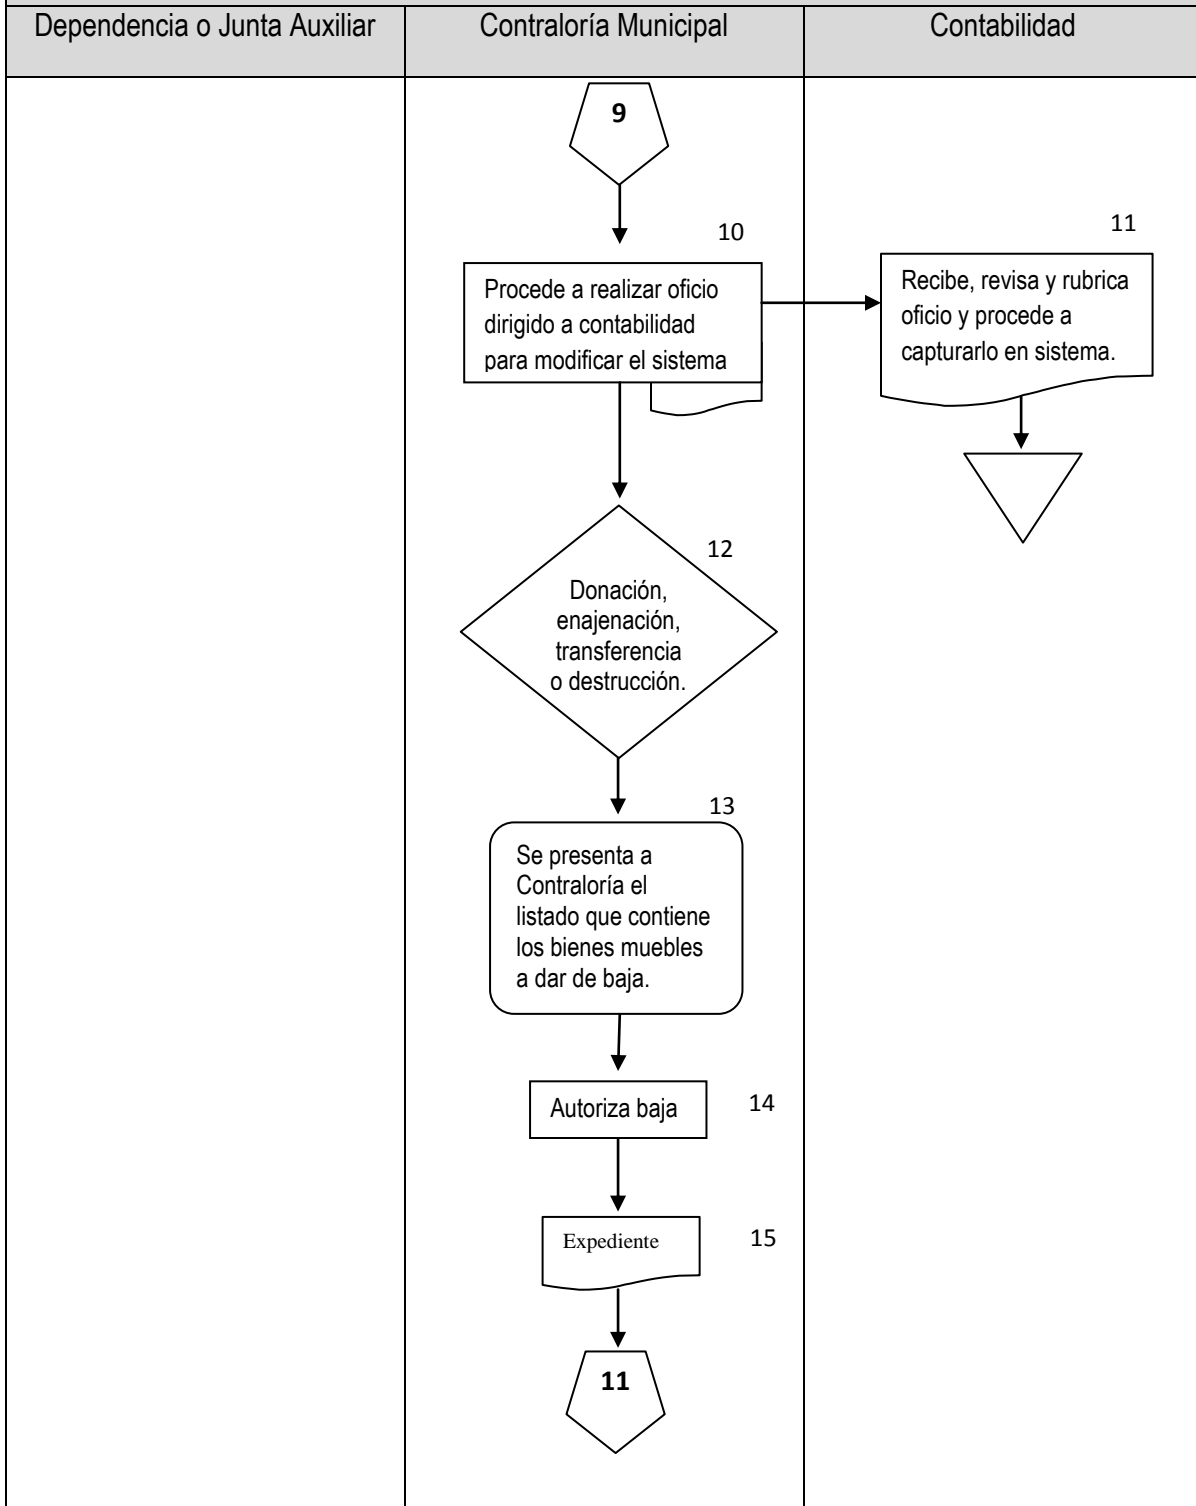 Dependencia o Junta Auxiliar
Contraloría Municipal
Contabilidad
9
10
Procede a realizar oficio
dirigido a contabilidad
para modificar el sistema
11
Recibe, revisa y rubrica
oficio y procede a
capturarlo en sistema.
12
Donación,
enajenación,
transferencia
o destrucción.
13
Se presenta a
Contraloría el
listado que contiene
los bienes muebles
a dar de baja.
Autoriza baja
14
Expediente
15
11